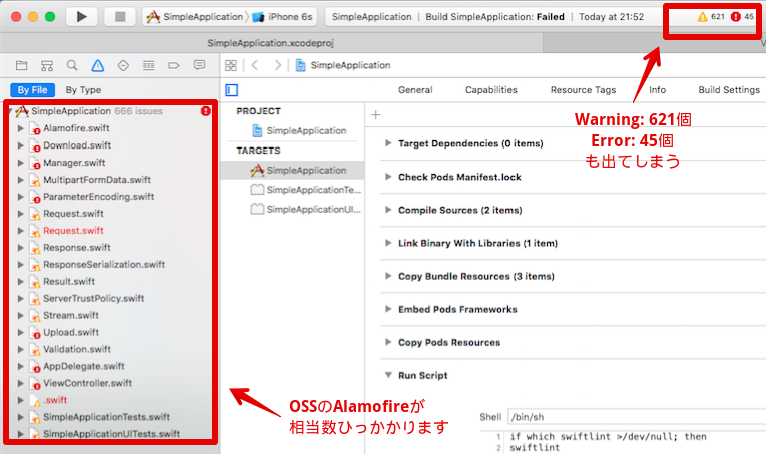 SimpleApplication
iPhone 6s
SimpleApplication | Build SimpleApplication: Failed | Today at 21:52
621
45
SimpleApplication.xcodeproj
By File
By Type
SimpleApplication 666 issues
Alamofire.swift
Download.swift
Manager.swift
MultipartFormData.swift
ParameterEncoding.swift
Request.swift
Request.swift
Response.swift
ResponseSerialization.swift
Result.swift
ServerTrustPolicy.swift
Stream.swift
Upload.swift
Validation.swift
AppDelegate.swift
ViewController.swift
.swift
SimpleApplicationTests.swift
SimpleApplicationUITests.swift
SimpleApplication
General
Capabilities
Resource Tags
Info
Build Settings
PROJECT
SimpleApplication
TARGETS
SimpleApplication
SimpleApplicationTe...
SimpleApplicationUI...
Target Dependencies (0 items)
Check Pods Manifest.lock
Compile Sources (2 items)
Link Binary With Libraries (1 item)
Copy Bundle Resources (3 items)
Embed Pods Frameworks
Copy Pods Resources
Run Script
Shell /bin/sh
1 if which swiftlint >/dev/null; then
2 swiftlint
Warning: 621個
Error: 45個
も出てしまう
OSSのAlamofireが
相当数ひっかかります